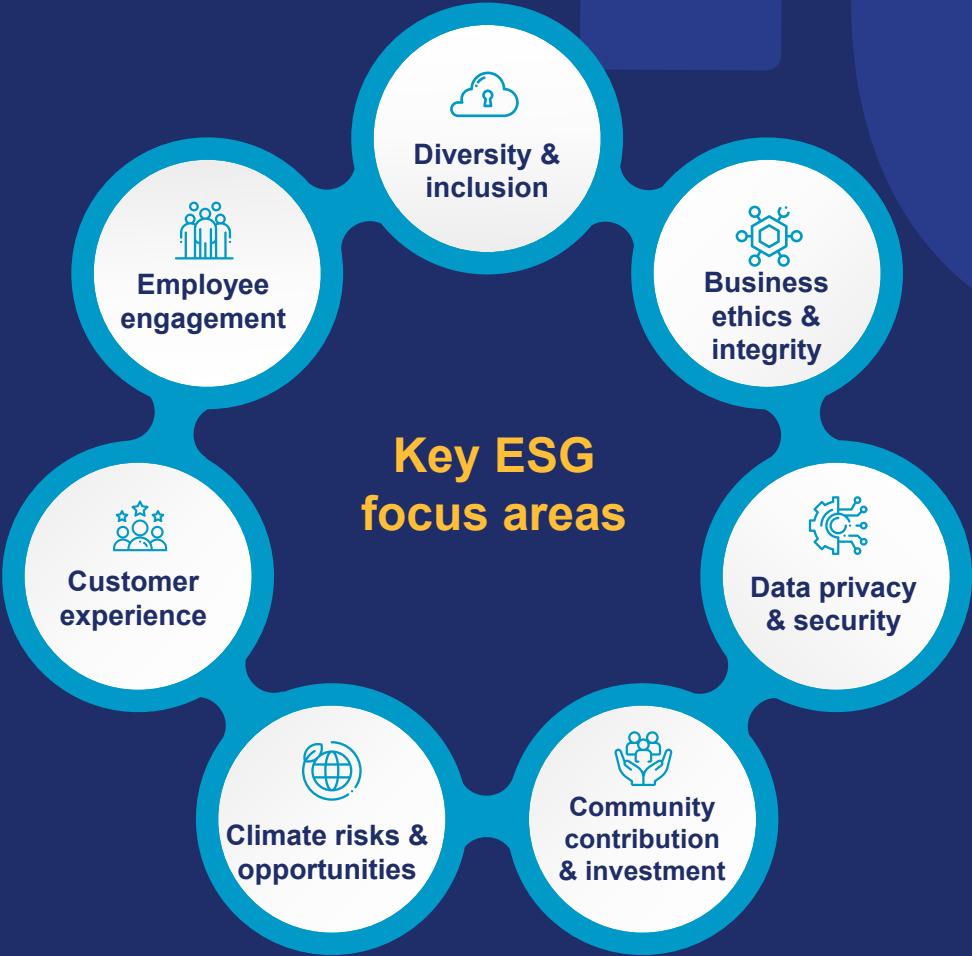 Diversity &
inclusion
Employee
engagement
Business
ethics &
integrity
Key ESG
focus areas
Customer
experience
Data privacy
& security
Climate risks &
opportunities
Community
contribution
& investment